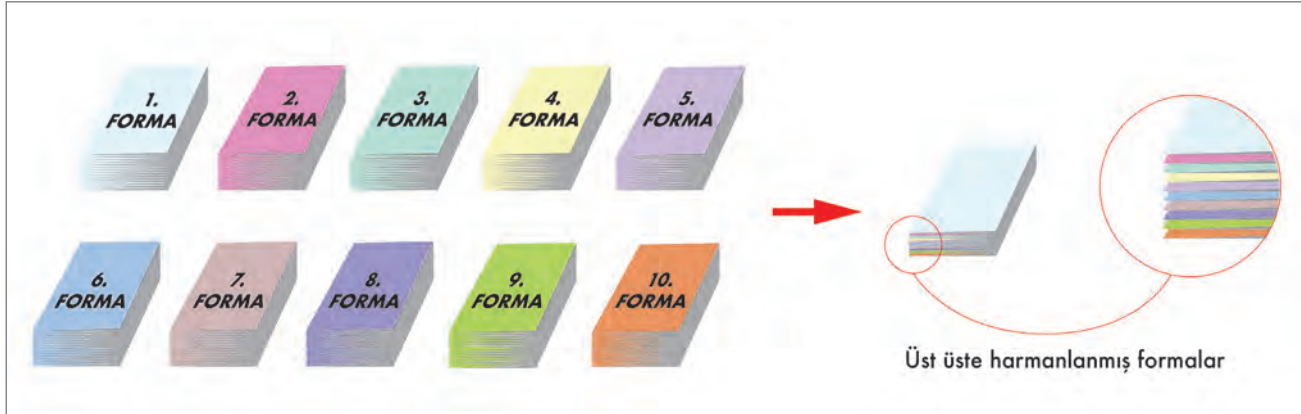 1.
FORMA
2.
FORMA
3.
FORMA
4.
FORMA
5.
FORMA
6.
FORMA
7.
FORMA
8.
FORMA
9.
FORMA
10.
FORMA
Üst üste harmanlanmış formalar